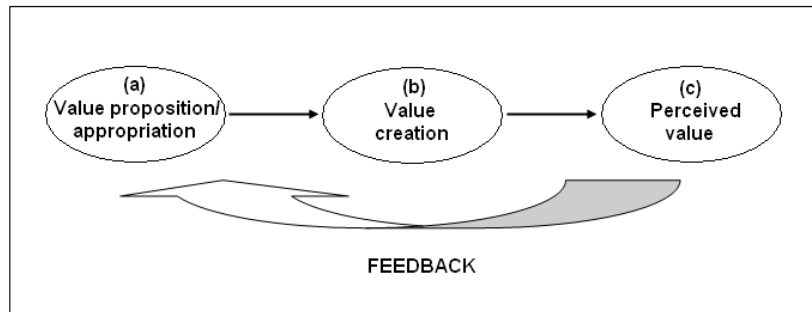 (a)
Value proposition/
appropriation
(b)
Value
creation
(c)
Perceived
value
FEEDBACK